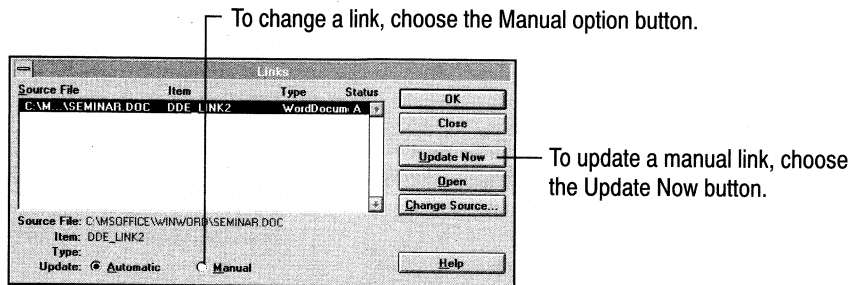 To change a link, choose the Manual option button.
Links
Source File Item Type Status
C:\M...\SEMINAR.DOC DDE_LINK2 WordDocum A
OK
Close
Update Now
Open
Change Source...
Help
To update a manual link, choose
the Update Now button.
Source File: C:\MSOFFICE\WINWORD\SEMINAR.DOC
Item: DDE_LINK2
Type:
Update: Automatic Manual